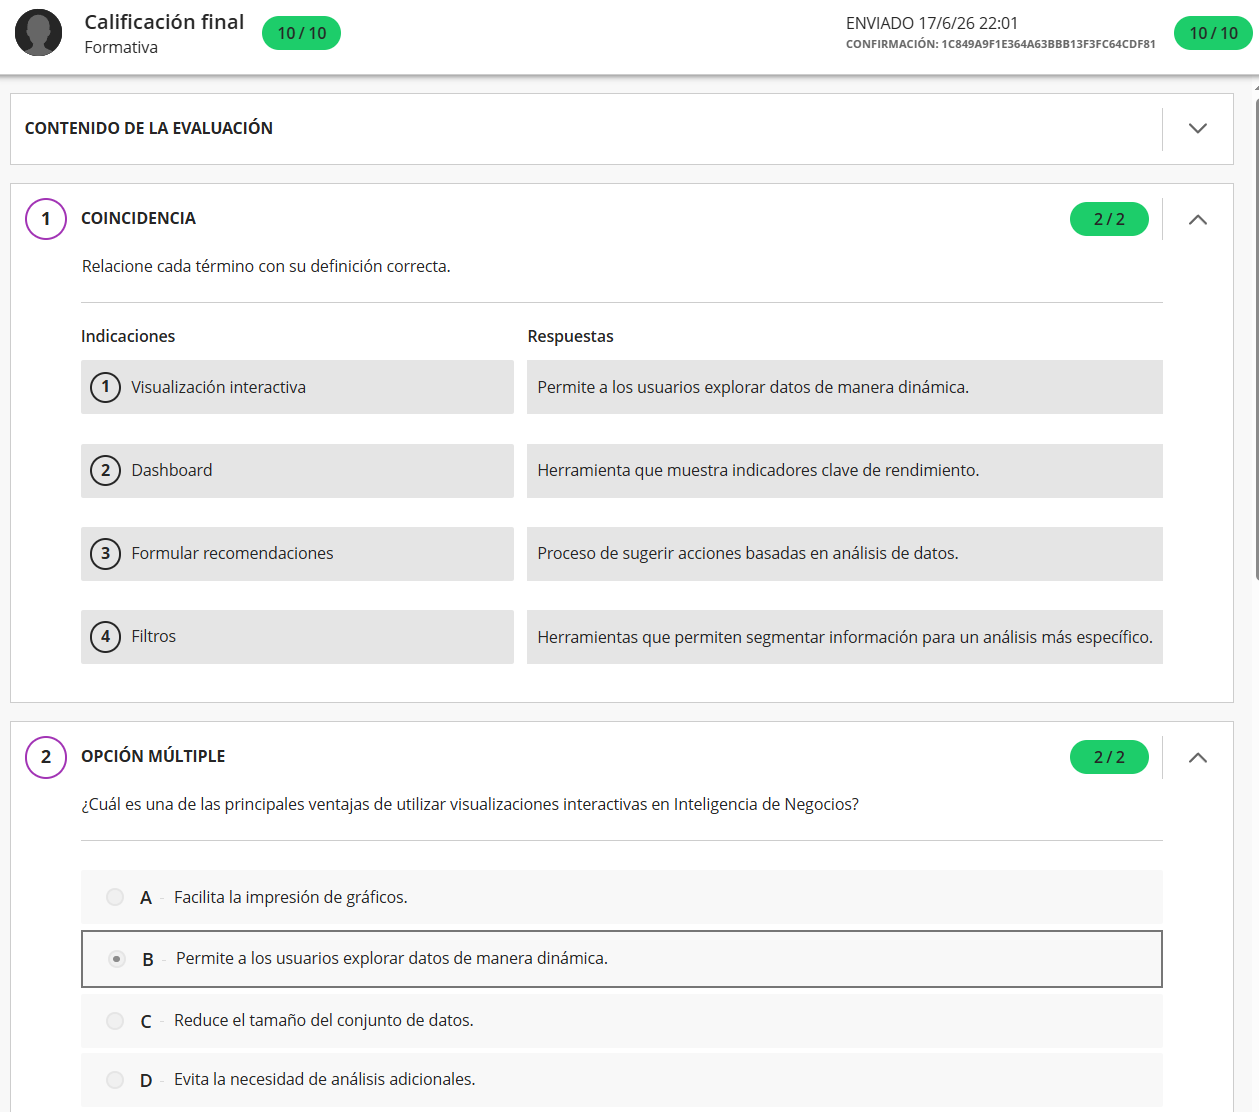 Calificación final
Formativa
10 / 10
ENVIADO 17/6/26 22:01
CONFIRMACIÓN: 1C849A9F1E364A63BBB13F3FC64CDF81
10 / 10
CONTENIDO DE LA EVALUACIÓN
1 COINCIDENCIA 2 / 2
Relacione cada término con su definición correcta.
Indicaciones Respuestas
1 Visualización interactiva Permite a los usuarios explorar datos de manera dinámica.
2 Dashboard Herramienta que muestra indicadores clave de rendimiento.
3 Formular recomendaciones Proceso de sugerir acciones basadas en análisis de datos.
4 Filtros Herramientas que permiten segmentar información para un análisis más específico.
2 OPCIÓN MÚLTIPLE 2 / 2
¿Cuál es una de las principales ventajas de utilizar visualizaciones interactivas en Inteligencia de Negocios?
A - Facilita la impresión de gráficos.
B - Permite a los usuarios explorar datos de manera dinámica.
C - Reduce el tamaño del conjunto de datos.
D - Evita la necesidad de análisis adicionales.